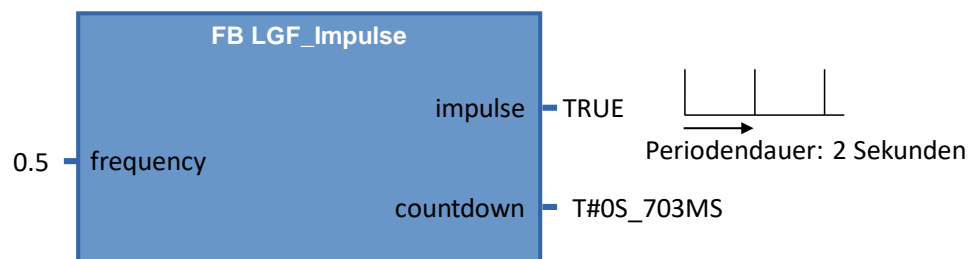 FB LGF_Impulse
impulse TRUE
Periodendauer: 2 Sekunden
0.5 frequency
countdown T#0S_703MS